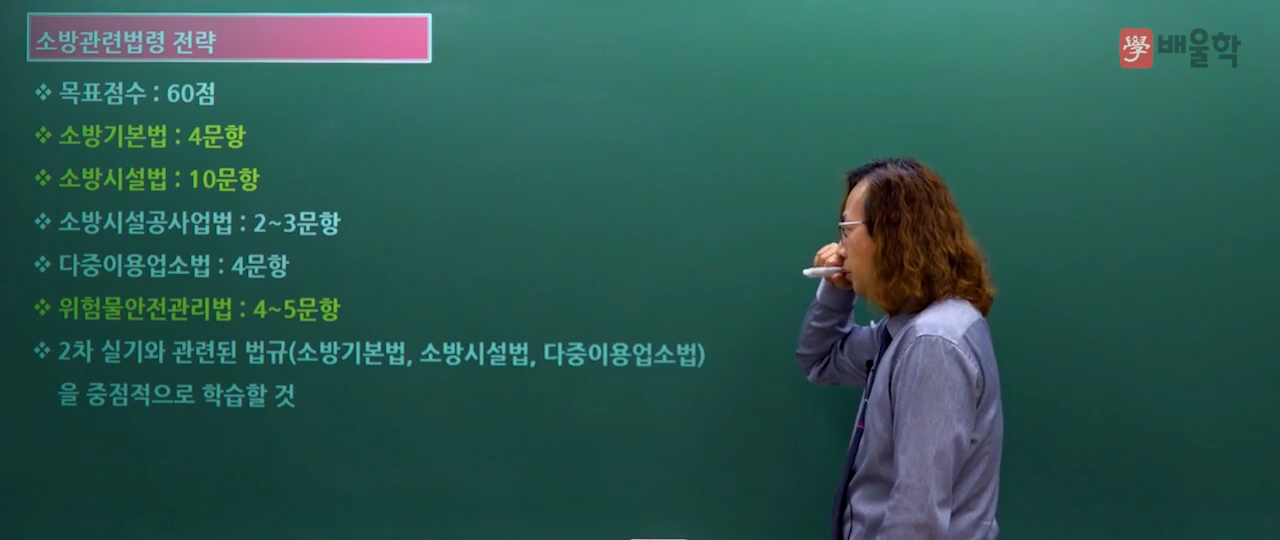 소방관련법령 전략
學 배울학
❖ 목표점수 : 60점
❖ 소방기본법 : 4문항
❖ 소방시설법 : 10문항
❖ 소방시설공사업법 : 2~3문항
❖ 다중이용업소법 : 4문항
❖ 위험물안전관리법 : 4~5문항
❖ 2차 실기와 관련된 법규(소방기본법, 소방시설법, 다중이용업소법)
을 중점적으로 학습할 것